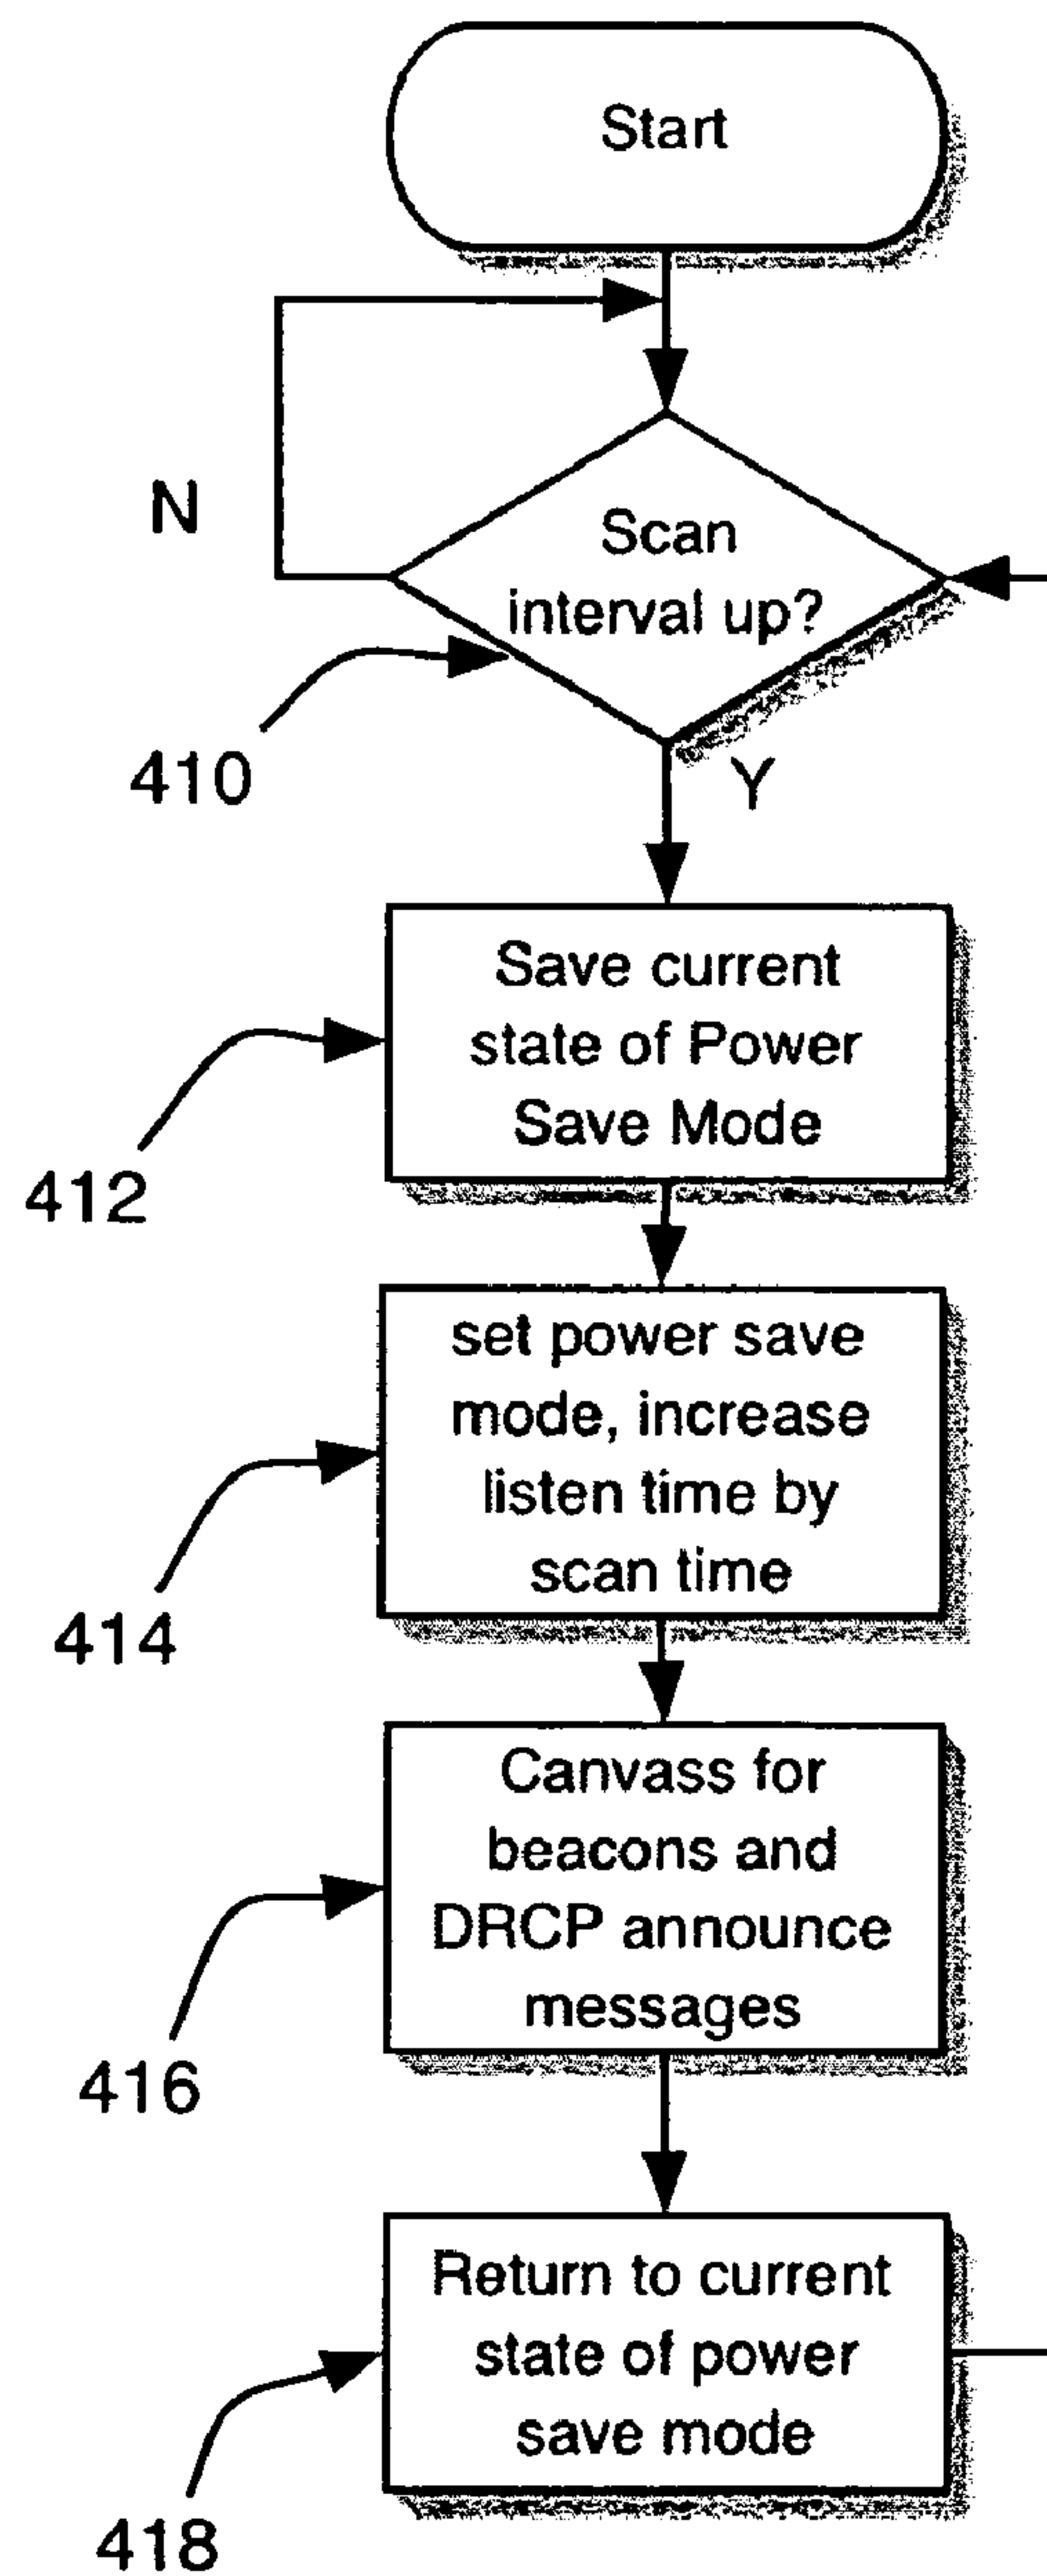 Start
N
Scan
interval up?
410
Y
Save current
state of Power
Save Mode
412
set power save
mode, increase
listen time by
scan time
414
Canvass for
beacons and
DRCP announce
messages
416
Return to current
state of power
save mode
418